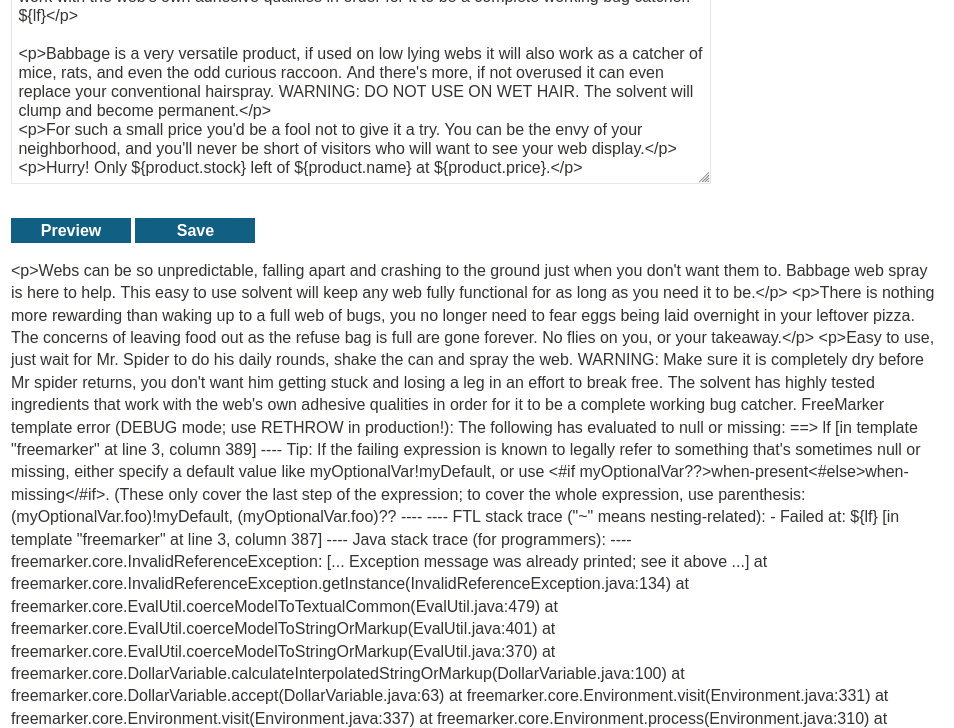 ${lf}</p>
<p>Babbage is a very versatile product, if used on low lying webs it will also work as a catcher of
mice, rats, and even the odd curious raccoon. And there's more, if not overused it can even
replace your conventional hairspray. WARNING: DO NOT USE ON WET HAIR. The solvent will
clump and become permanent.</p>
<p>For such a small price you'd be a fool not to give it a try. You can be the envy of your
neighborhood, and you'll never be short of visitors who will want to see your web display.</p>
<p>Hurry! Only ${product.stock} left of ${product.name} at ${product.price}.</p>
Preview Save
<p>Webs can be so unpredictable, falling apart and crashing to the ground just when you don't want them to. Babbage web spray
is here to help. This easy to use solvent will keep any web fully functional for as long as you need it to be.</p> <p>There is nothing
more rewarding than waking up to a full web of bugs, you no longer need to fear eggs being laid overnight in your leftover pizza.
The concerns of leaving food out as the refuse bag is full are gone forever. No flies on you, or your takeaway.</p> <p>Easy to use,
just wait for Mr. Spider to do his daily rounds, shake the can and spray the web. WARNING: Make sure it is completely dry before
Mr spider returns, you don't want him getting stuck and losing a leg in an effort to break free. The solvent has highly tested
ingredients that work with the web's own adhesive qualities in order for it to be a complete working bug catcher. FreeMarker
template error (DEBUG mode; use RETHROW in production!): The following has evaluated to null or missing: ==> lf [in template
"freemarker" at line 3, column 389] ---- Tip: If the failing expression is known to legally refer to something that's sometimes null or
missing, either specify a default value like myOptionalVar!myDefault, or use <#if myOptionalVar??>when-present<#else>when-
missing</#if>. (These only cover the last step of the expression; to cover the whole expression, use parenthesis:
(myOptionalVar.foo)!myDefault, (myOptionalVar.foo)?? ---- ---- FTL stack trace ("~" means nesting-related): - Failed at: ${lf} [in
template "freemarker" at line 3, column 387] ---- Java stack trace (for programmers): ----
freemarker.core.InvalidReferenceException: [... Exception message was already printed; see it above ...] at
freemarker.core.InvalidReferenceException.getInstance(InvalidReferenceException.java:134) at
freemarker.core.EvalUtil.coerceModelToTextualCommon(EvalUtil.java:479) at
freemarker.core.EvalUtil.coerceModelToStringOrMarkup(EvalUtil.java:401) at
freemarker.core.EvalUtil.coerceModelToStringOrMarkup(EvalUtil.java:370) at
freemarker.core.DollarVariable.calculateInterpolatedStringOrMarkup(DollarVariable.java:100) at
freemarker.core.DollarVariable.accept(DollarVariable.java:63) at freemarker.core.Environment.visit(Environment.java:331) at
freemarker.core.Environment.visit(Environment.java:337) at freemarker.core.Environment.process(Environment.java:310) at